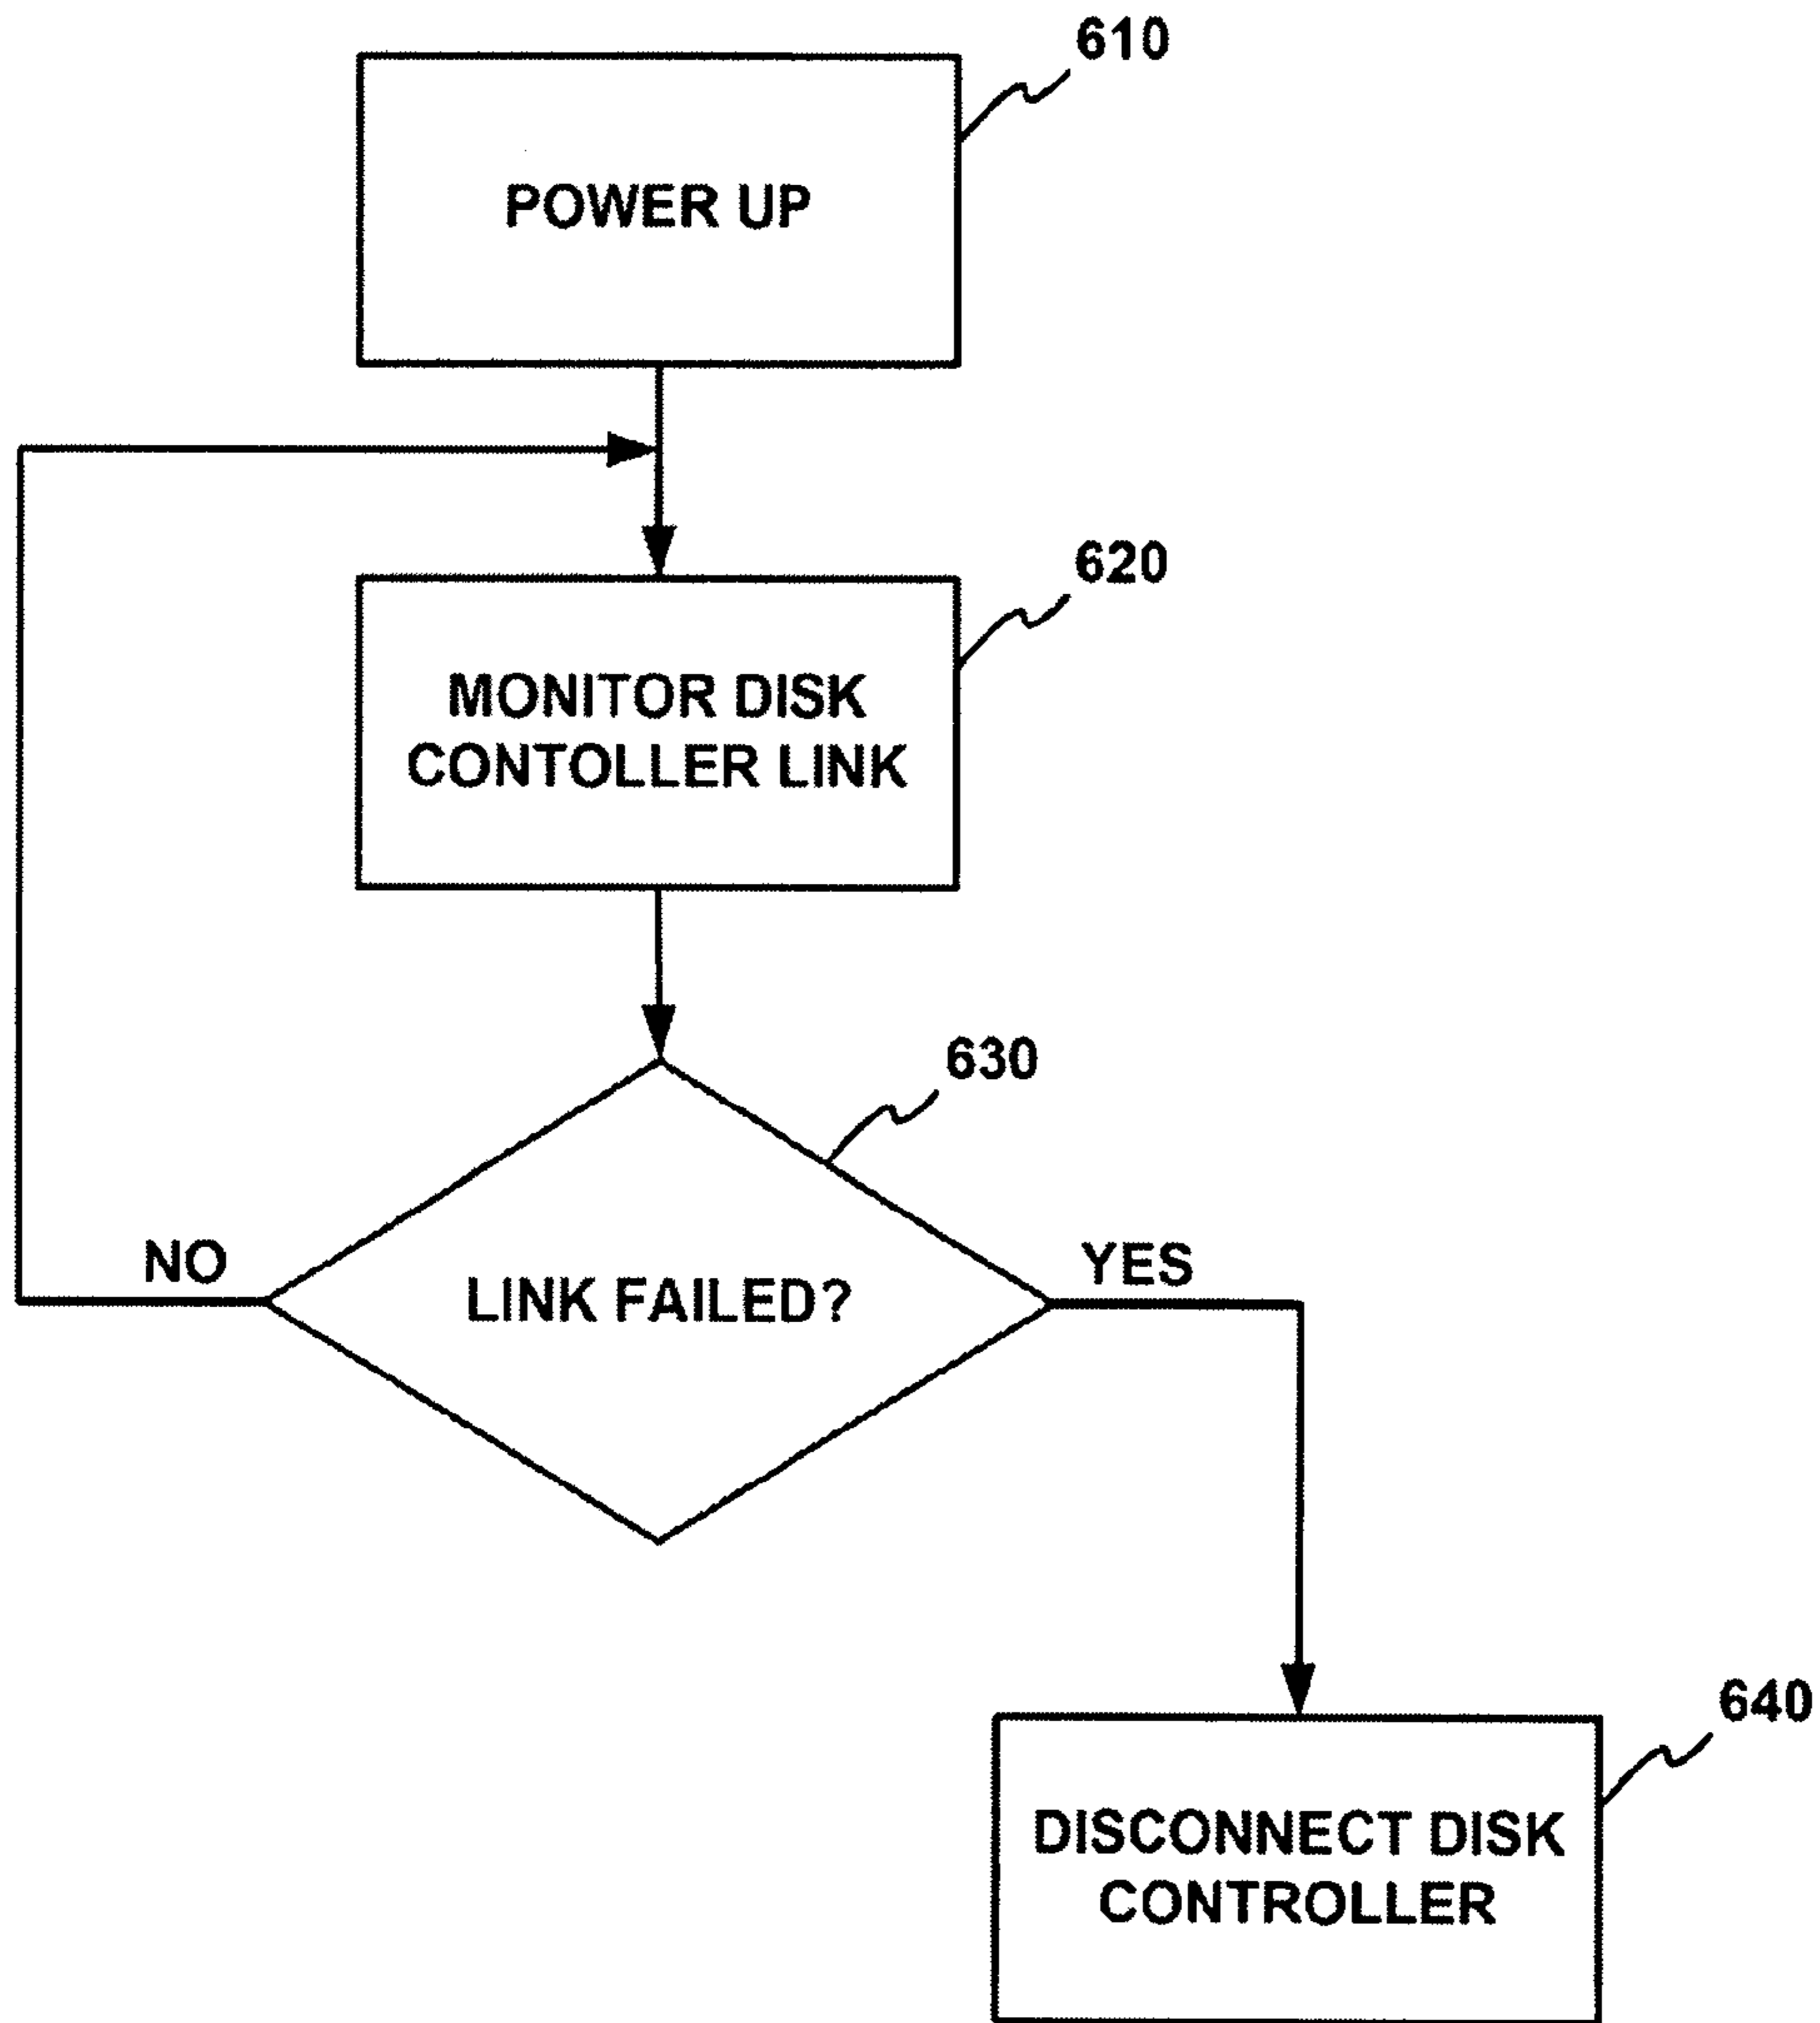 610
POWER UP
620
MONITOR DISK
CONTOLLER LINK
630
NO
YES
LINK FAILED?
640
DISCONNECT DISK
CONTROLLER